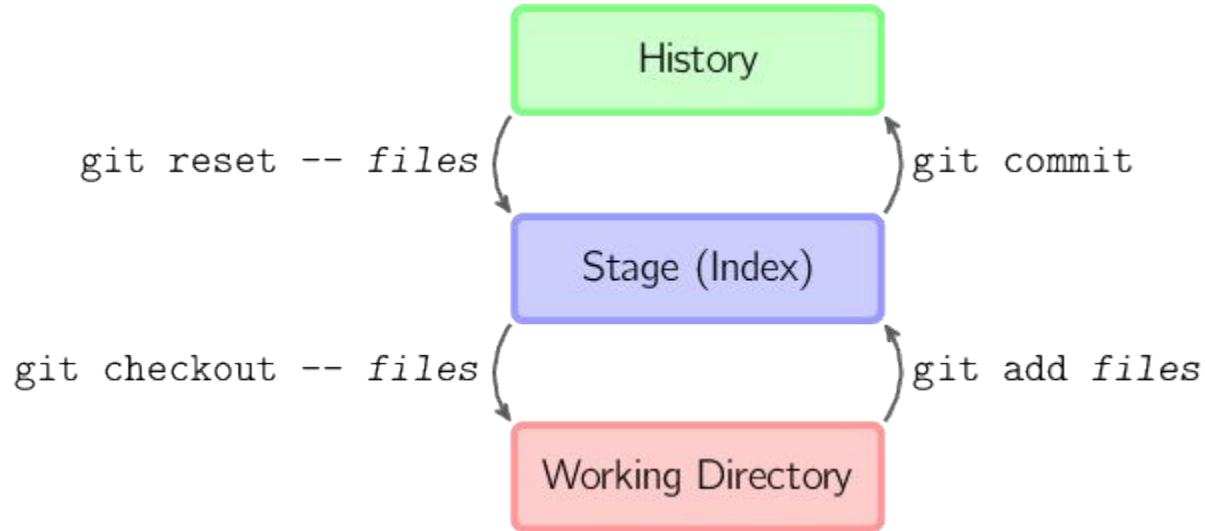 History
git reset -- files
git commit
Stage (Index)
git checkout -- files
git add files
Working Directory